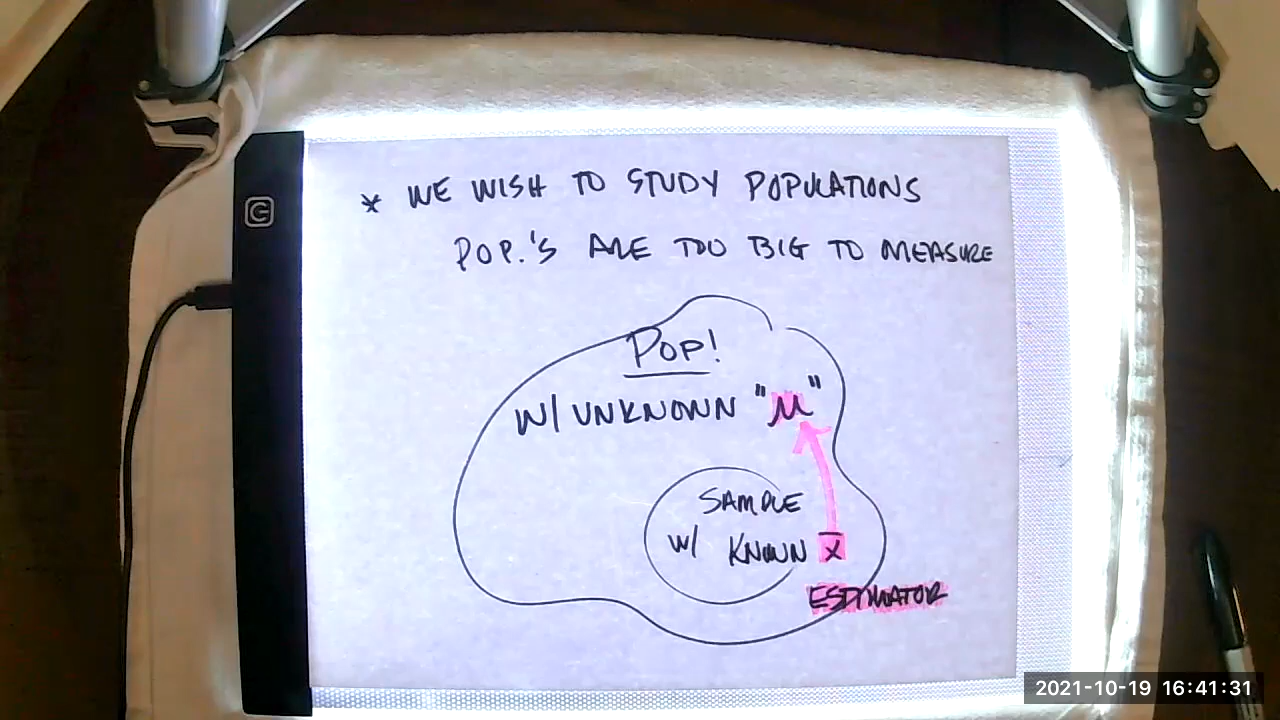 * WE WISH TO STUDY POPULATIONS
POP.'S ARE TOO BIG TO MEASURE
POP!
W/ UNKNOWN "μ"
SAMPLE
W/ KNOWN x̄
ESTIMATOR
2021-10-19 16:41:31